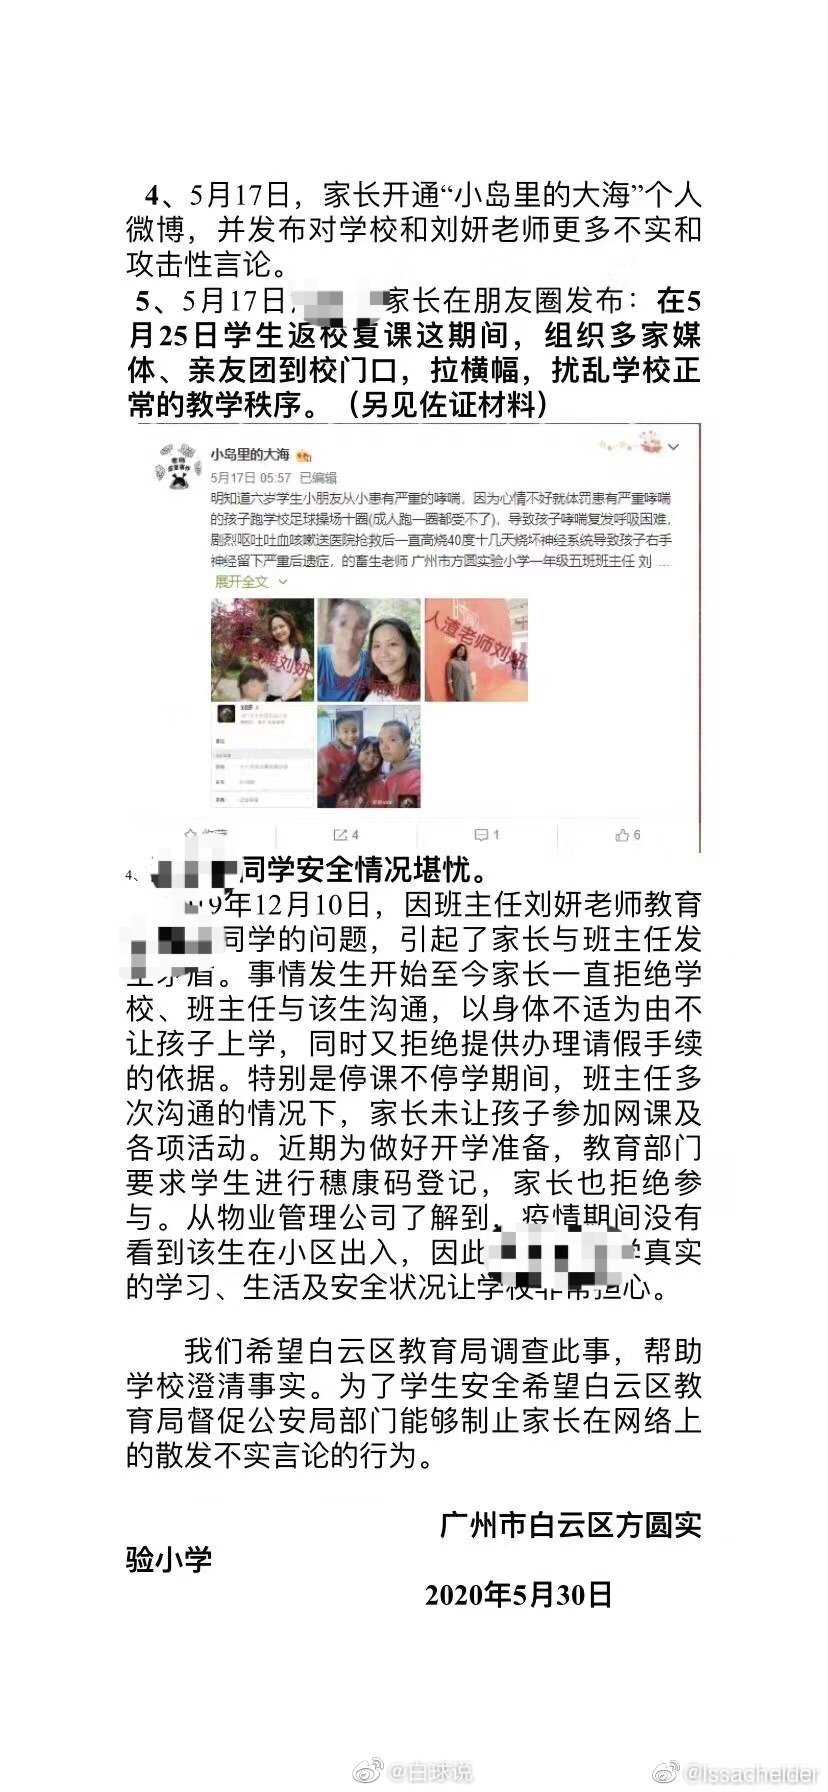 4、5月17日，家长开通“小岛里的大海”个人
微博，并发布对学校和刘妍老师更多不实和
攻击性言论。
5、5月17日，
家长在朋友圈发布：在5
月25日学生返校复课这期间，组织多家媒
体、亲友团到校门口，拉横幅，扰乱学校正
常的教学秩序。（另见佐证材料）
小岛里的大海
5月17日 05:57 已编辑
明知道六岁学生小朋友从小患有严重的哮喘，因为心情不好就体罚患有严重哮喘
的孩子跑学校足球操场十圈(成人跑一圈都受不了)，导致孩子哮喘复发呼吸困难，
剧烈呕吐吐血咳嗽送医院抢救后一直高烧40度十几天烧坏神经系统导致孩子右手
神经留下严重后遗症，的畜生老师 广州市方圆实验小学一年级五班班主任 刘 ...
展开全文
刘妍
人渣老师刘妍
收藏
4
1
6
4、
同学安全情况堪忧。
19年12月10日，因班主任刘妍老师教育
同学的问题，引起了家长与班主任发
生矛盾。事情发生开始至今家长一直拒绝学
校、班主任与该生沟通，以身体不适为由不
让孩子上学，同时又拒绝提供办理请假手续
的依据。特别是停课不停学期间，班主任多
次沟通的情况下，家长未让孩子参加网课及
各项活动。近期为做好开学准备，教育部门
要求学生进行穗康码登记，家长也拒绝参
与。从物业管理公司了解到，疫情期间没有
看到该生在小区出入，因此
学真实
的学习、生活及安全状况让学校非常担心。
我们希望白云区教育局调查此事，帮助
学校澄清事实。为了学生安全希望白云区教
育局督促公安局部门能够制止家长在网络上
的散发不实言论的行为。
广州市白云区方圆实
验小学
2020年5月30日
@白球说
@Issachelder